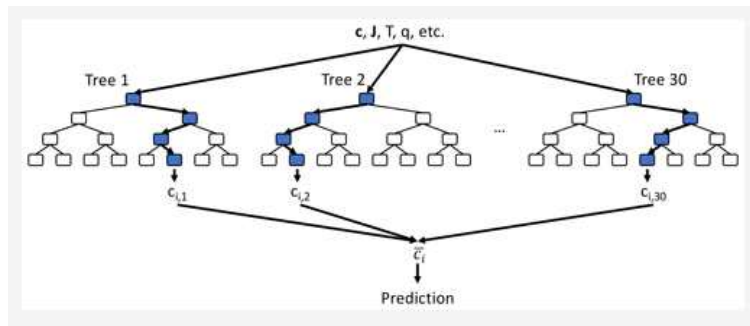 c, J, T, q, etc.
Tree 1 Tree 2 Tree 30
...
c_i,1 c_i,2 c_i,30
c̅_i
Prediction